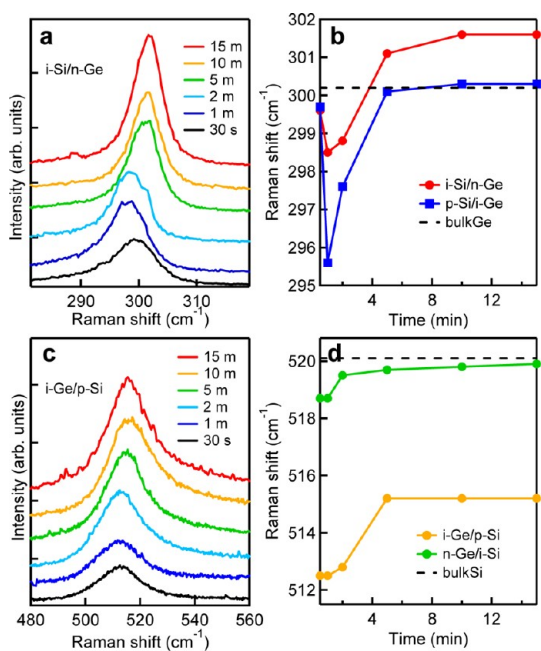 a
i-Si/n-Ge
15 m
10 m
5 m
2 m
1 m
30 s
Intensity (arb. units)
290 300 310
Raman shift (cm⁻¹)
b
302
301
300
299
298
297
296
295
Raman shift (cm⁻¹)
i-Si/n-Ge
p-Si/i-Ge
bulkGe
4 8 12
Time (min)
c
i-Ge/p-Si
15 m
10 m
5 m
2 m
1 m
30 s
Intensity (arb. units)
480 500 520 540 560
Raman shift (cm⁻¹)
d
520
518
516
514
512
Raman shift (cm⁻¹)
i-Ge/p-Si
n-Ge/i-Si
bulkSi
4 8 12
Time (min)